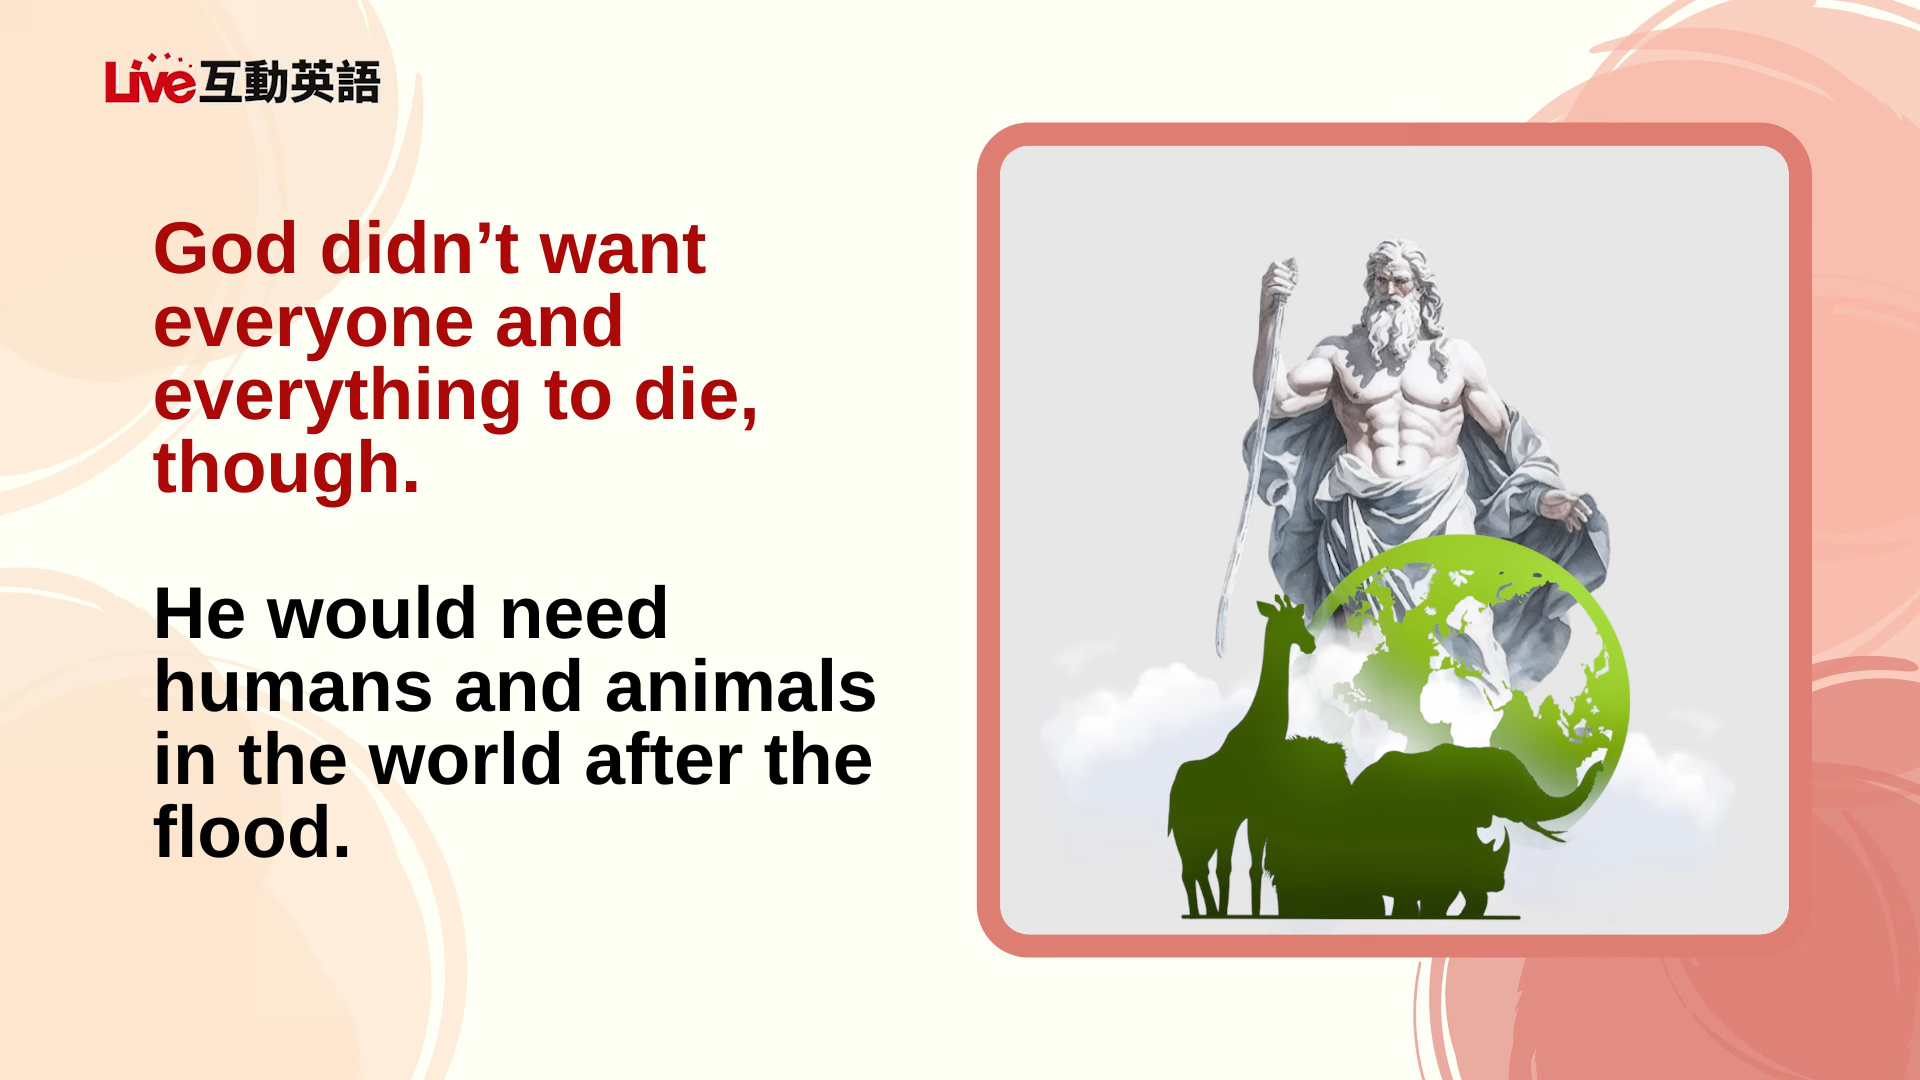 Live互動英語
God didn’t want
everyone and
everything to die,
though.
He would need
humans and animals
in the world after the
flood.